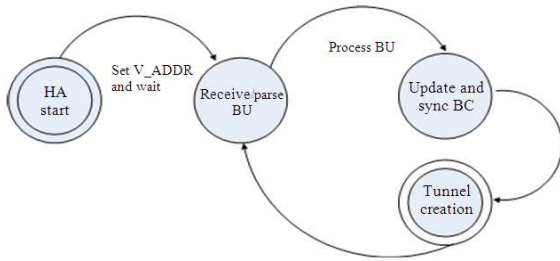 HA
start
Set V_ADDR
and wait
Receive/parse
BU
Process BU
Update and
sync BC
Tunnel
creation